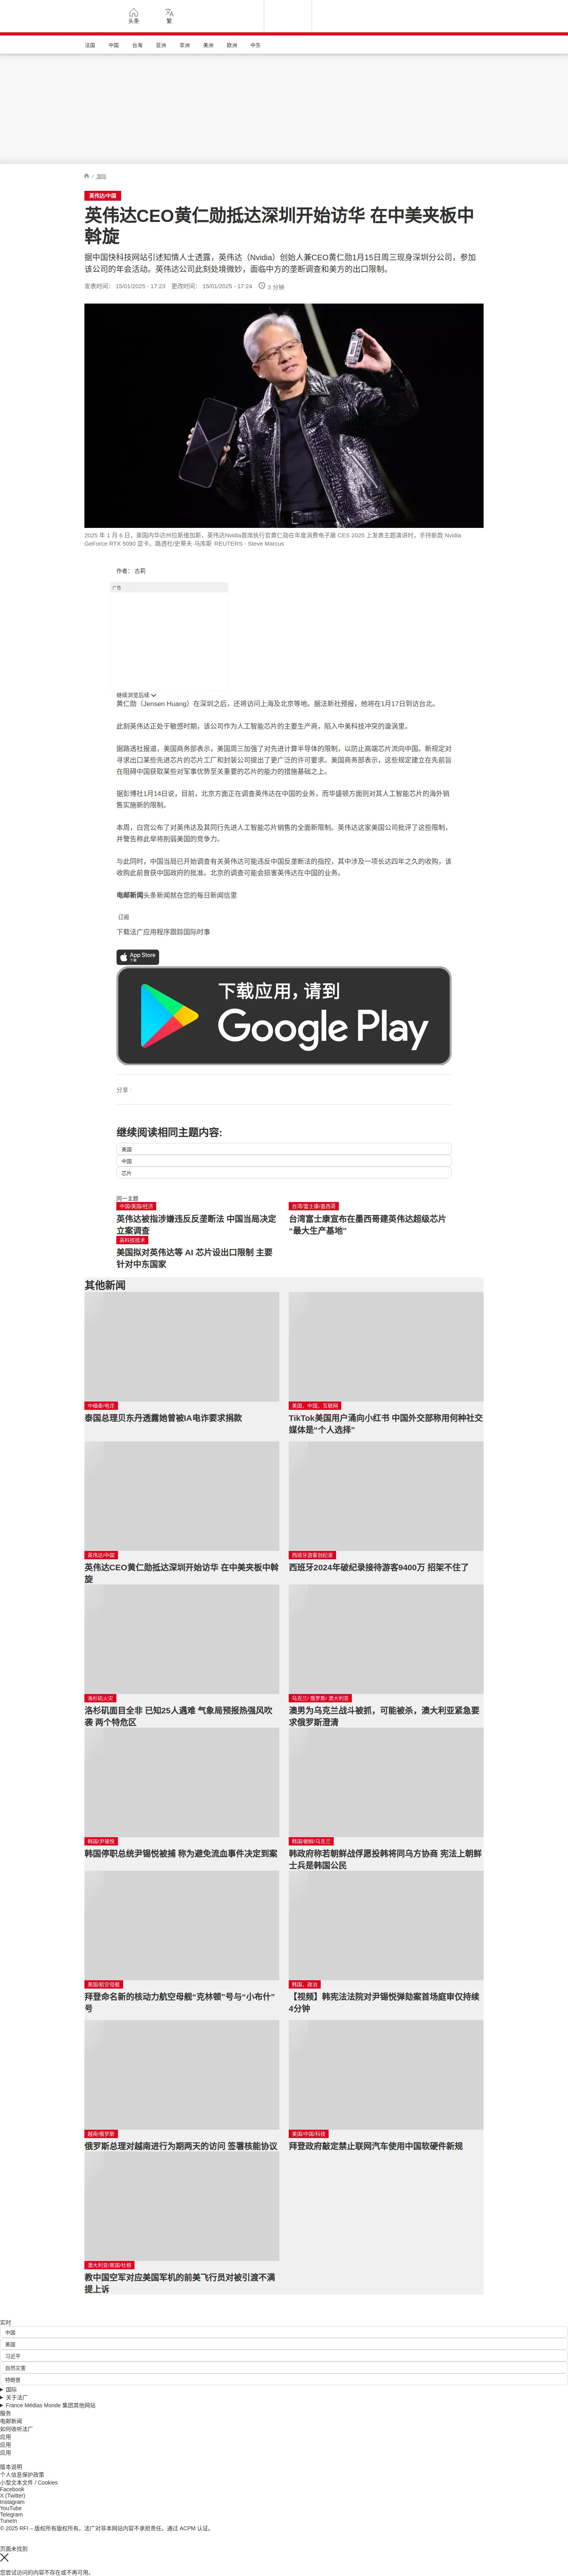 头条
繁
法国 中国 台海 亚洲 非洲 美洲 欧洲 中东
/ 国际
英伟达/中国
英伟达CEO黄仁勋抵达深圳开始访华 在中美夹板中
斡旋
据中国快科技网站引述知情人士透露，英伟达（Nvidia）创始人兼CEO黄仁勋1月15日周三现身深圳分公司，参加
该公司的年会活动。英伟达公司此刻处境微妙，面临中方的垄断调查和美方的出口限制。
发表时间： 15/01/2025 - 17:23 更改时间： 15/01/2025 - 17:24 3 分钟
2025 年 1 月 6 日，美国内华达州拉斯维加斯，英伟达Nvidia首席执行官黄仁勋在年度消费电子展 CES 2025 上发表主题演讲时，手持新款 Nvidia
GeForce RTX 5090 显卡。路透社/史蒂夫·马库斯 REUTERS - Steve Marcus
作者： 古莉
广告
继续浏览后续
黄仁勋（Jensen Huang）在深圳之后，还将访问上海及北京等地。据法新社预报，他将在1月17日到访台北。
此刻英伟达正处于敏感时期，该公司作为人工智能芯片的主要生产商，陷入中美科技冲突的漩涡里。
据路透社报道，美国商务部表示，美国周三加强了对先进计算半导体的限制，以防止高端芯片流向中国。新规定对
寻求出口某些先进芯片的芯片工厂和封装公司提出了更广泛的许可要求。美国商务部表示，这些规定建立在先前旨
在阻碍中国获取某些对军事优势至关重要的芯片的能力的措施基础之上。
据彭博社1月14日说，目前，北京方面正在调查英伟达在中国的业务，而华盛顿方面则对其人工智能芯片的海外销
售实施新的限制。
本周，白宫公布了对英伟达及其同行先进人工智能芯片销售的全面新限制。英伟达这家美国公司批评了这些限制，
并警告称此举将削弱美国的竞争力。
与此同时，中国当局已开始调查有关英伟达可能违反中国反垄断法的指控，其中涉及一项长达四年之久的收购，该
收购此前曾获中国政府的批准。北京的调查可能会损害英伟达在中国的业务。
电邮新闻头条新闻就在您的每日新闻信里
订阅
下载法广应用程序跟踪国际时事
App Store
下载
下载应用，请到
Google Play
分享 :
继续阅读相同主题内容:
美国
中国
芯片
同一主题
中国/美国/经济
英伟达被指涉嫌违反反垄断法 中国当局决定
立案调查
台湾/富士康/墨西哥
台湾富士康宣布在墨西哥建英伟达超级芯片
“最大生产基地”
高科技技术
美国拟对英伟达等 AI 芯片设出口限制 主要
针对中东国家
其他新闻
中缅泰/电诈
泰国总理贝东丹透露她曾被IA电诈要求捐款
美国，中国，互联网
TikTok美国用户涌向小红书 中国外交部称用何种社交
媒体是“个人选择”
英伟达/中国
英伟达CEO黄仁勋抵达深圳开始访华 在中美夹板中斡
旋
西班牙游客创纪录
西班牙2024年破纪录接待游客9400万 招架不住了
洛杉矶火灾
洛杉矶面目全非 已知25人遇难 气象局预报热强风吹
袭 两个特危区
乌克兰/ 俄罗斯/ 澳大利亚
澳男为乌克兰战斗被抓，可能被杀，澳大利亚紧急要
求俄罗斯澄清
韩国/尹锡悦
韩国停职总统尹锡悦被捕 称为避免流血事件决定到案
韩国/朝鲜/乌克兰
韩政府称若朝鲜战俘愿投韩将同乌方协商 宪法上朝鲜
士兵是韩国公民
美国/航空母舰
拜登命名新的核动力航空母舰“克林顿”号与“小布什”
号
韩国，政治
【视频】韩宪法法院对尹锡悦弹劾案首场庭审仅持续
4分钟
越南/俄罗斯
俄罗斯总理对越南进行为期两天的访问 签署核能协议
美国/中国/科技
拜登政府敲定禁止联网汽车使用中国软硬件新规
澳大利亚/美国/社税
教中国空军对应美国军机的前美飞行员对被引渡不满
提上诉
实时
中国
美国
习近平
自然灾害
特朗普
国际
关于法广
France Médias Monde 集团其他网站
服务
电邮新闻
如何收听法广
应用
应用
应用
版本说明
个人信息保护政策
小型文本文件 / Cookies
Facebook
X (Twitter)
Instagram
YouTube
Telegram
TuneIn
© 2025 RFI – 版权所有版权所有。法广对非本网站内容不承担责任。通过 ACPM 认证。
页面未找到
您尝试访问的内容不存在或不再可用。